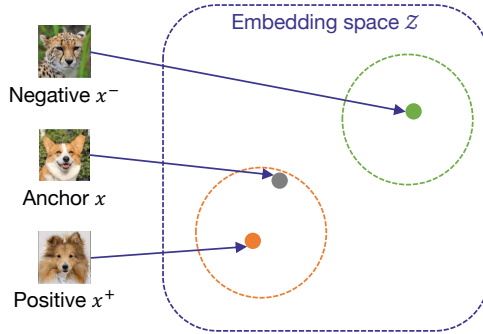 Embedding space 𝒵
Negative x⁻
Anchor x
Positive x⁺